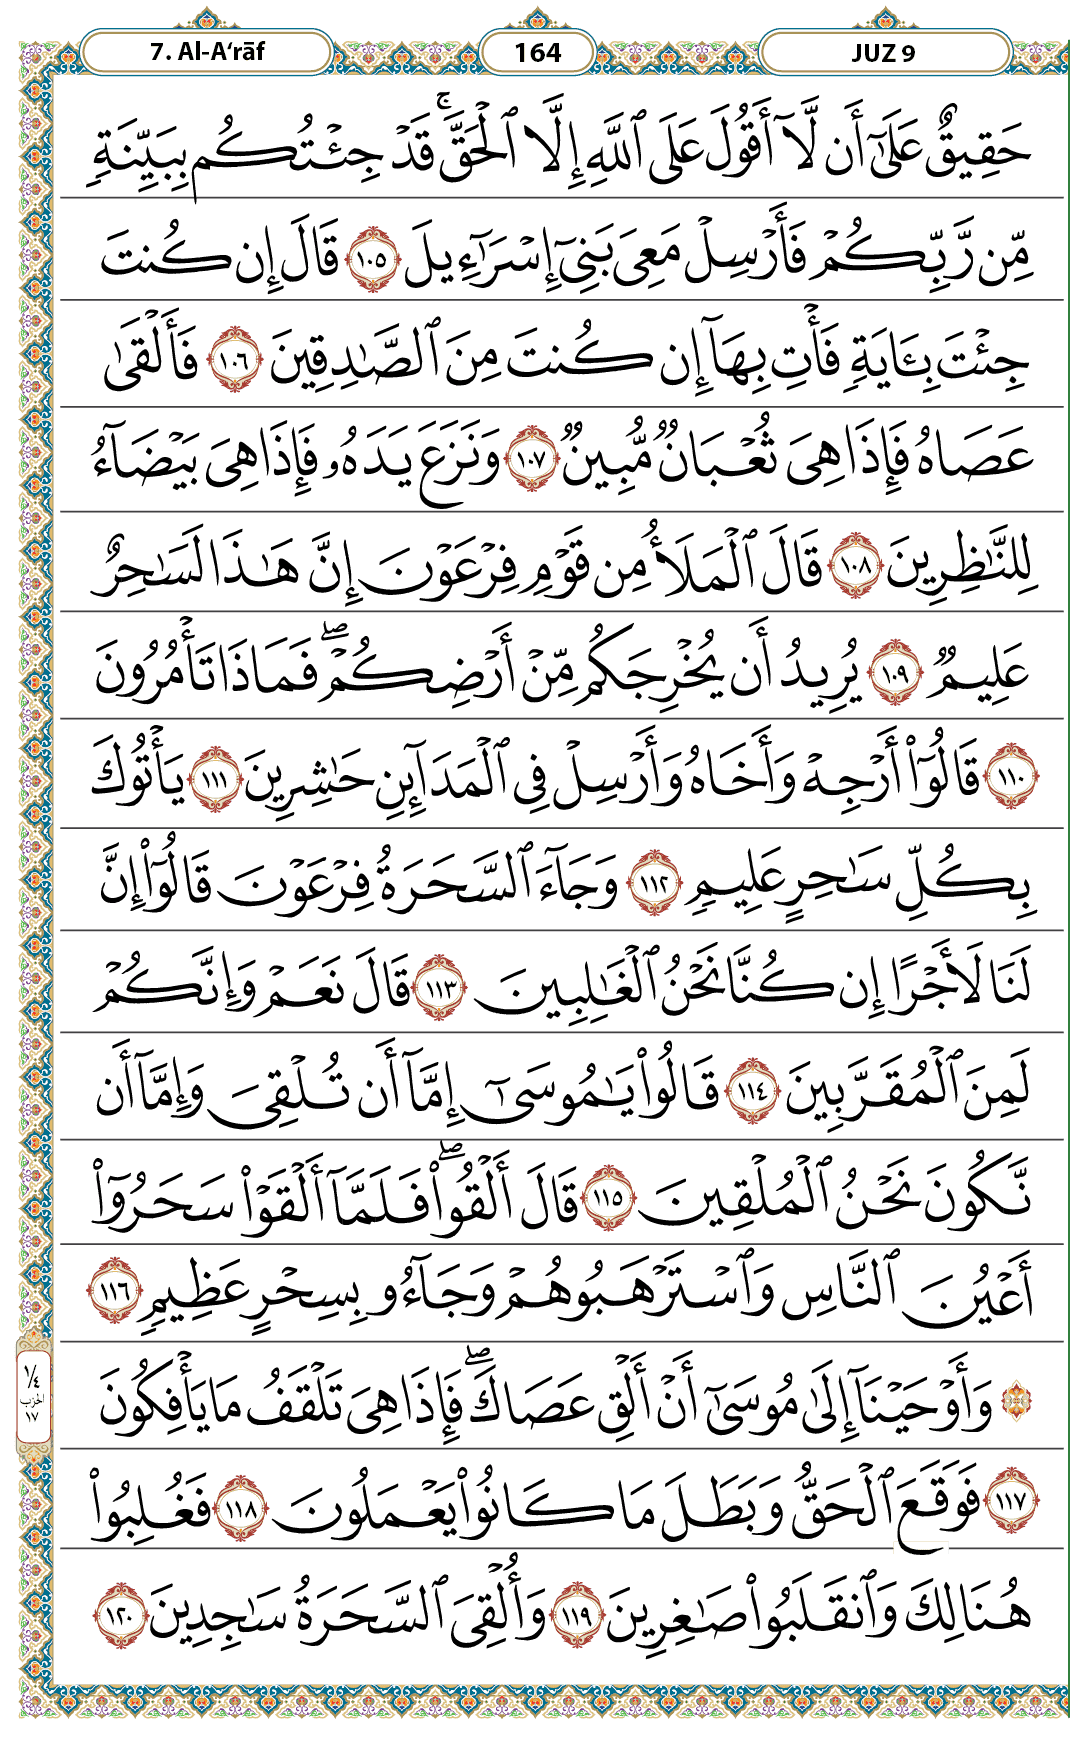 7. Al-A‘rāf
164
JUZ 9
حَقِيقٌ عَلَىٰٓ أَن لَّآ أَقُولَ عَلَى ٱللَّهِ إِلَّا ٱلْحَقَّ ۚ قَدْ جِئْتُكُم بِبَيِّنَةٍ
مِّن رَّبِّكُمْ فَأَرْسِلْ مَعِىَ بَنِىٓ إِسْرَٰٓءِيلَ ١٠٥ قَالَ إِن كُنتَ
جِئْتَ بِـَٔايَةٍ فَأْتِ بِهَآ إِن كُنتَ مِنَ ٱلصَّـٰدِقِينَ ١٠٦ فَأَلْقَىٰ
عَصَاهُ فَإِذَا هِىَ ثُعْبَانٌ مُّبِينٌ ١٠٧ وَنَزَعَ يَدَهُۥ فَإِذَا هِىَ بَيْضَآءُ
لِلنَّـٰظِرِينَ ١٠٨ قَالَ ٱلْمَلَأُ مِن قَوْمِ فِرْعَوْنَ إِنَّ هَـٰذَا لَسَـٰحِرٌ
عَلِيمٌ ١٠٩ يُرِيدُ أَن يُخْرِجَكُم مِّنْ أَرْضِكُمْ ۖ فَمَاذَا تَأْمُرُونَ
١١٠ قَالُوٓا۟ أَرْجِهْ وَأَخَاهُ وَأَرْسِلْ فِى ٱلْمَدَآئِنِ حَـٰشِرِينَ ١١١ يَأْتُوكَ
بِكُلِّ سَـٰحِرٍ عَلِيمٍ ١١٢ وَجَآءَ ٱلسَّحَرَةُ فِرْعَوْنَ قَالُوٓا۟ إِنَّ
لَنَا لَأَجْرًا إِن كُنَّا نَحْنُ ٱلْغَـٰلِبِينَ ١١٣ قَالَ نَعَمْ وَإِنَّكُمْ
لَمِنَ ٱلْمُقَرَّبِينَ ١١٤ قَالُوا۟ يَـٰمُوسَىٰٓ إِمَّآ أَن تُلْقِىَ وَإِمَّآ أَن
نَّكُونَ نَحْنُ ٱلْمُلْقِينَ ١١٥ قَالَ أَلْقُوا۟ ۖ فَلَمَّآ أَلْقَوْا۟ سَحَرُوٓا۟
أَعْيُنَ ٱلنَّاسِ وَٱسْتَرْهَبُوهُمْ وَجَآءُو بِسِحْرٍ عَظِيمٍ ١١٦
۞ وَأَوْحَيْنَآ إِلَىٰ مُوسَىٰٓ أَنْ أَلْقِ عَصَاكَ ۖ فَإِذَا هِىَ تَلْقَفُ مَا يَأْفِكُونَ
١١٧ فَوَقَعَ ٱلْحَقُّ وَبَطَلَ مَا كَانُوا۟ يَعْمَلُونَ ١١٨ فَغُلِبُوا۟
هُنَالِكَ وَٱنقَلَبُوا۟ صَـٰغِرِينَ ١١٩ وَأُلْقِىَ ٱلسَّحَرَةُ سَـٰجِدِينَ ١٢٠
١/٤
الحزب
١٧